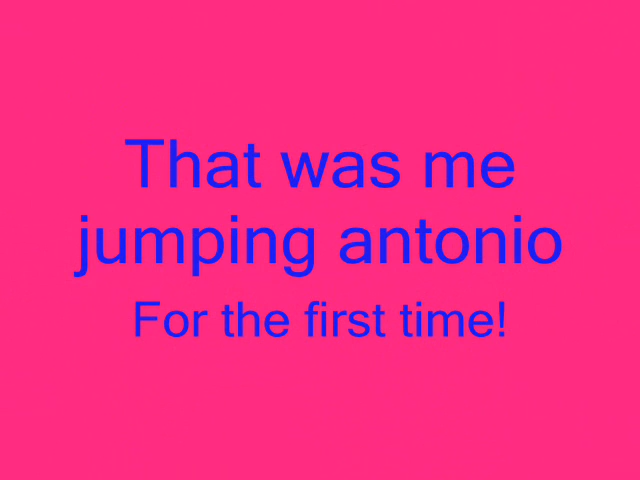 That was me
jumping antonio
For the first time!